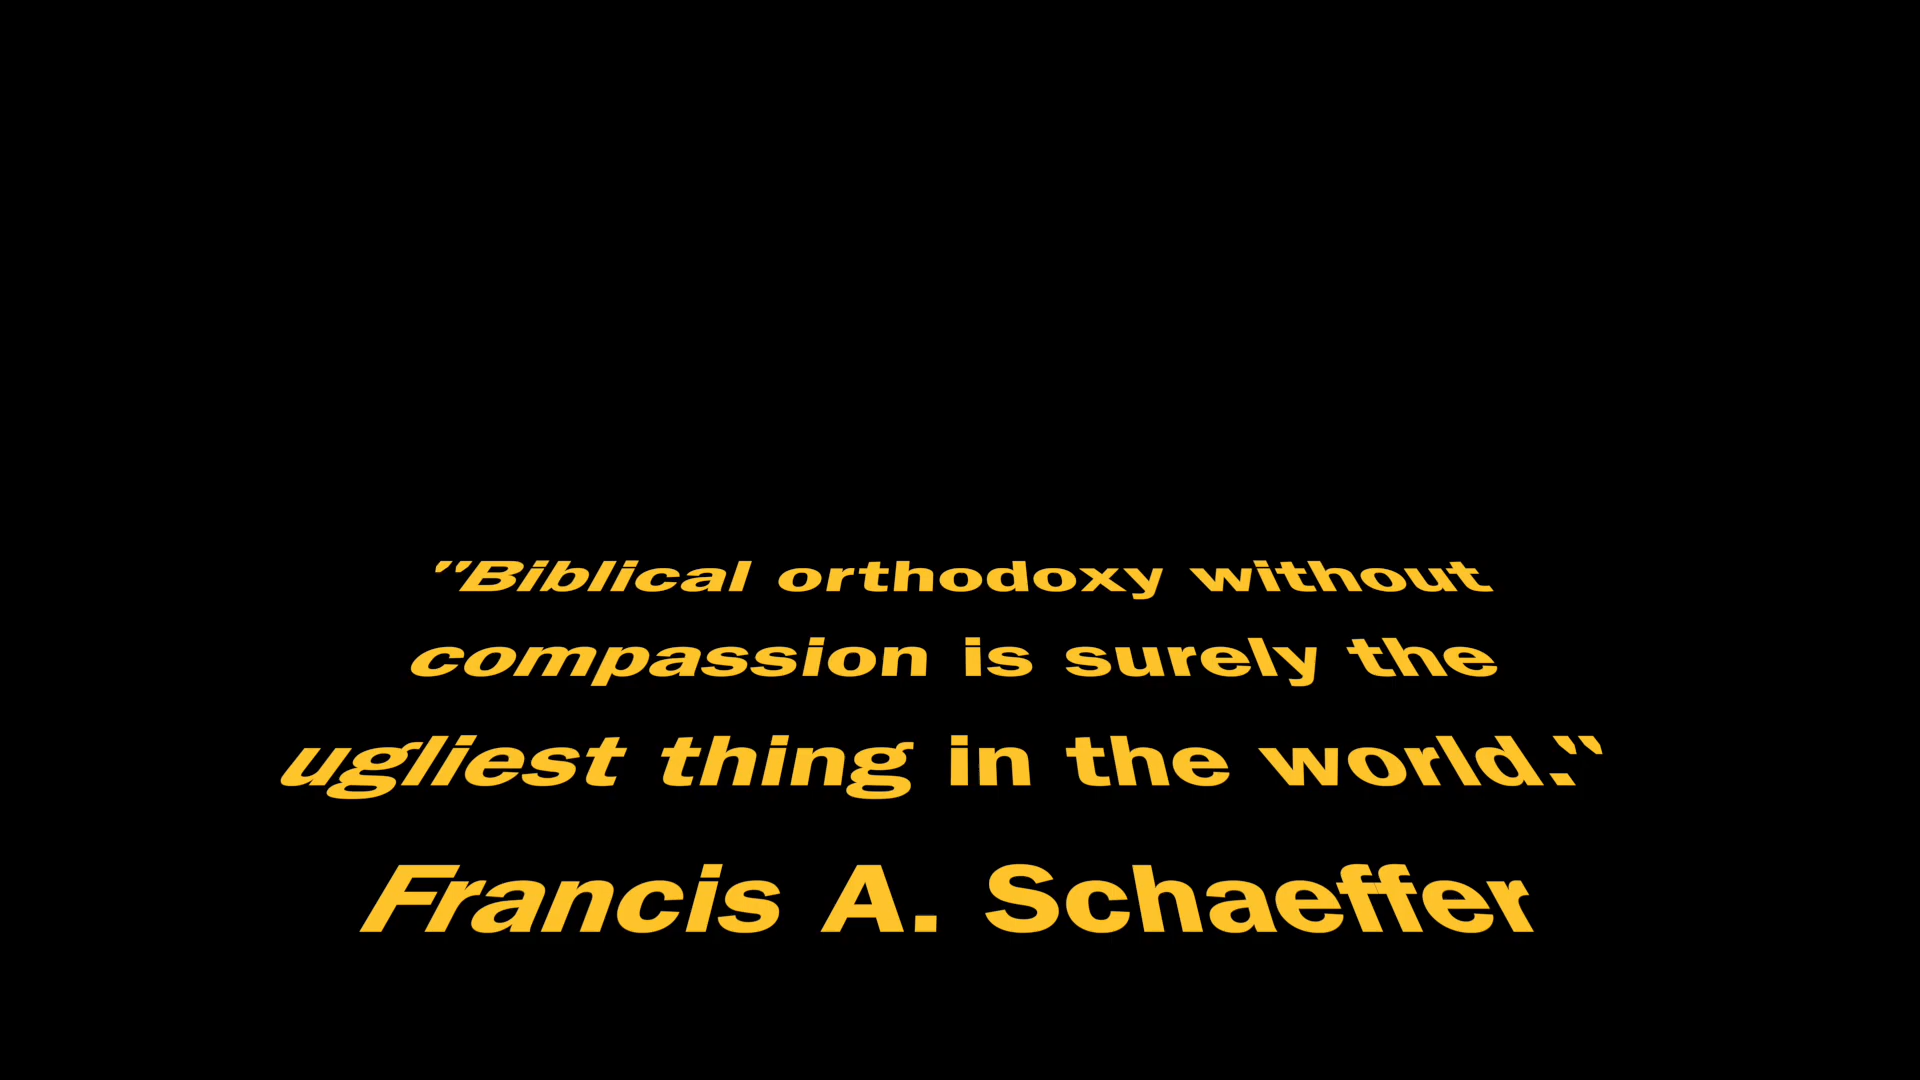 "Biblical orthodoxy without
compassion is surely the
ugliest thing in the world."
Francis A. Schaeffer